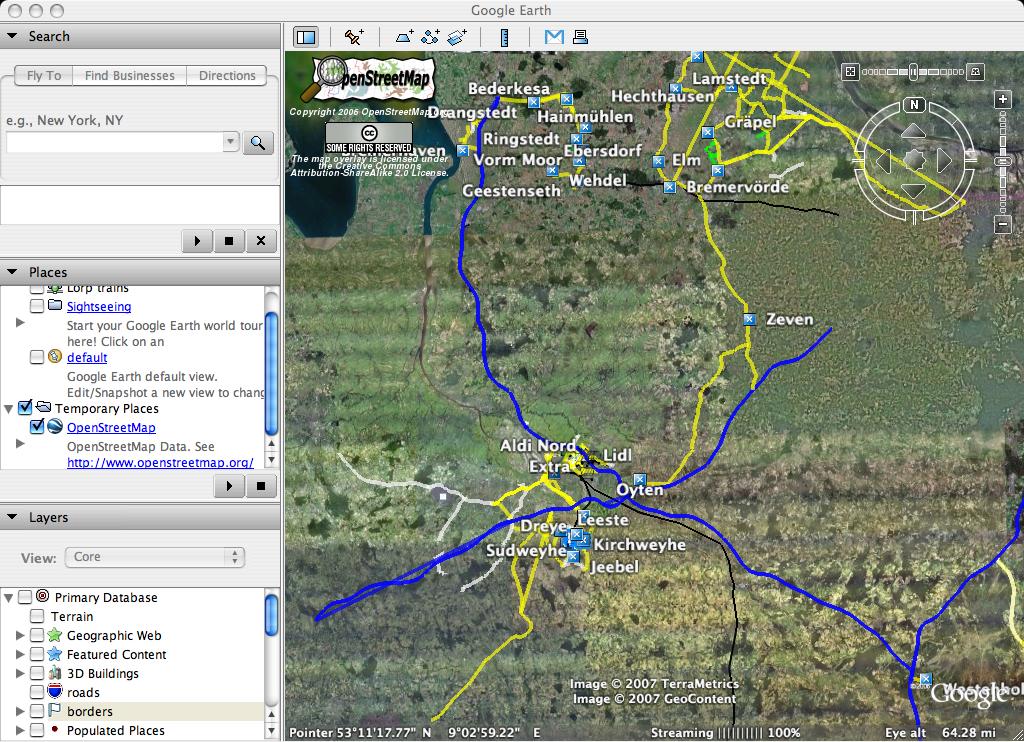 Google Earth
Search
Fly To
Find Businesses
Directions
e.g., New York, NY
Places
Lorp trains
Sightseeing
Start your Google Earth world tour
here! Click on an
default
Google Earth default view.
Edit/Snapshot a new view to chang
Temporary Places
OpenStreetMap
OpenStreetMap Data. See
http://www.openstreetmap.org/
Layers
View:
Core
Primary Database
Terrain
Geographic Web
Featured Content
3D Buildings
roads
borders
Populated Places
OpenStreetMap
Copyright 2006 OpenStreetMap.org
CC
SOME RIGHTS RESERVED
The map overlay is licensed under
the Creative Commons
Attribution-ShareAlike 2.0 License.
N
Bederkesa
Lamstedt
Hechthausen
Drangstedt
Hainmühlen
Gräpel
Ringstedt
Ebersdorf
Vorm Moor
Elm
Wehdel
Geestenseth
Bremervörde
Zeven
Aldi Nord
Lidl
Extra
Oyten
Dreye
Leeste
Sudweyhe
Kirchweyhe
Jeebel
Image © 2007 TerraMetrics
Image © 2007 GeoContent
Google
Pointer 53°11'17.77" N 9°02'59.22" E
Streaming
100%
Eye alt 64.28 mi